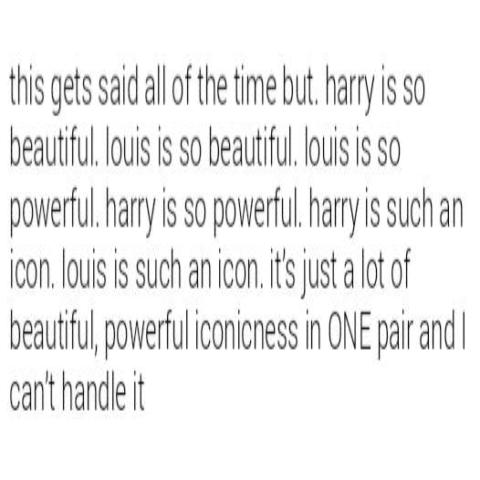 this gets said all of the time but. harry is so
beautiful. louis is so beautiful. louis is so
powerful. harry is so powerful. harry is such an
icon. louis is such an icon. it's just a lot of
beautiful, powerful iconicness in ONE pair and I
can't handle it